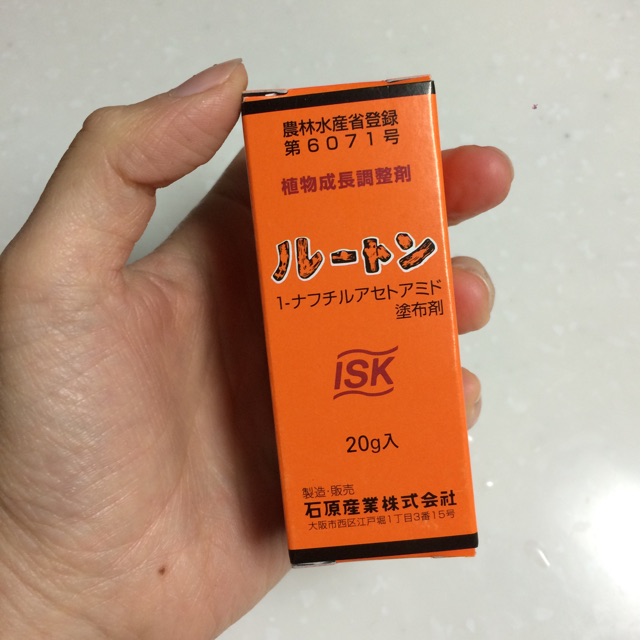 農林水産省登録
第6071号
植物成長調整剤
ルートン
1-ナフチルアセトアミド
塗布剤
ISK
20g入
製造・販売
石原産業株式会社
大阪市西区江戸堀1丁目3番15号